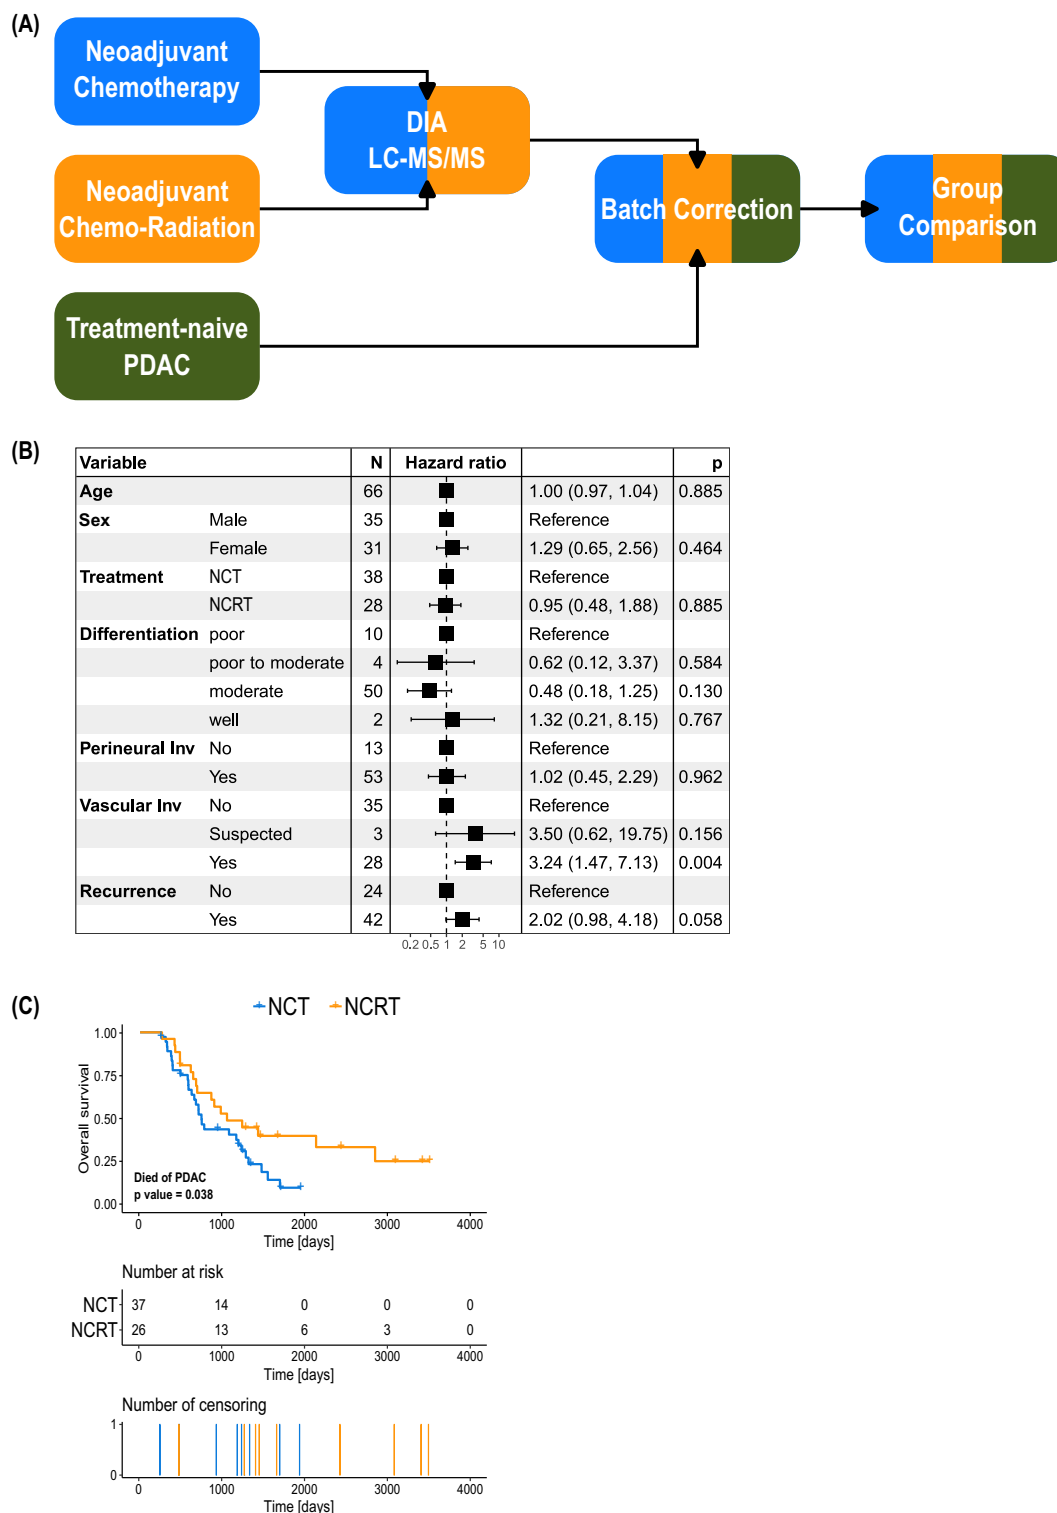 (A)
Neoadjuvant
Chemotherapy
Neoadjuvant
Chemo-Radiation
Treatment-naive
PDAC
DIA
LC-MS/MS
Batch Correction
Group
Comparison
(B)
Variable N Hazard ratio p
Age 66 1.00 (0.97, 1.04) 0.885
Sex Male 35 Reference
Female 31 1.29 (0.65, 2.56) 0.464
Treatment NCT 38 Reference
NCRT 28 0.95 (0.48, 1.88) 0.885
Differentiation poor 10 Reference
poor to moderate 4 0.62 (0.12, 3.37) 0.584
moderate 50 0.48 (0.18, 1.25) 0.130
well 2 1.32 (0.21, 8.15) 0.767
Perineural Inv No 13 Reference
Yes 53 1.02 (0.45, 2.29) 0.962
Vascular Inv No 35 Reference
Suspected 3 3.50 (0.62, 19.75) 0.156
Yes 28 3.24 (1.47, 7.13) 0.004
Recurrence No 24 Reference
Yes 42 2.02 (0.98, 4.18) 0.058
0.2 0.5 1 2 5 10
(C)
NCT NCRT
Overall survival
1.00
0.75
0.50
0.25
0.00
Died of PDAC
p value = 0.038
0 1000 2000 3000 4000
Time [days]
Number at risk
NCT 37 14 0 0 0
NCRT 26 13 6 3 0
0 1000 2000 3000 4000
Time [days]
Number of censoring
1
0
0 1000 2000 3000 4000
Time [days]